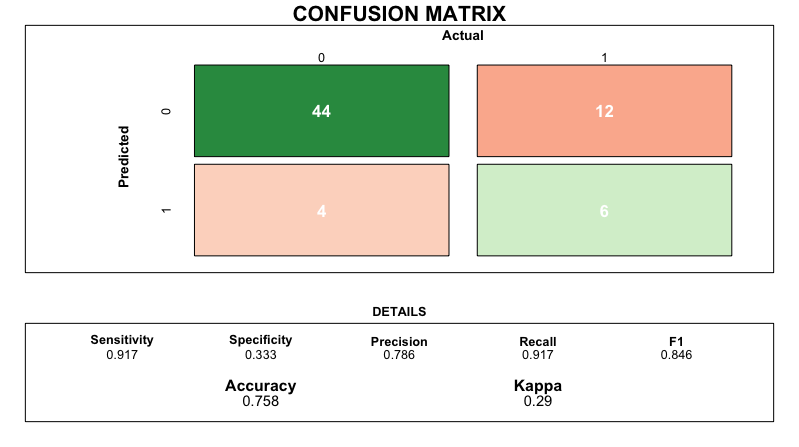 CONFUSION MATRIX
Actual
0 1
Predicted
0 44 12
1 4 6
DETAILS
Sensitivity Specificity Precision Recall F1
0.917 0.333 0.786 0.917 0.846
Accuracy Kappa
0.758 0.29